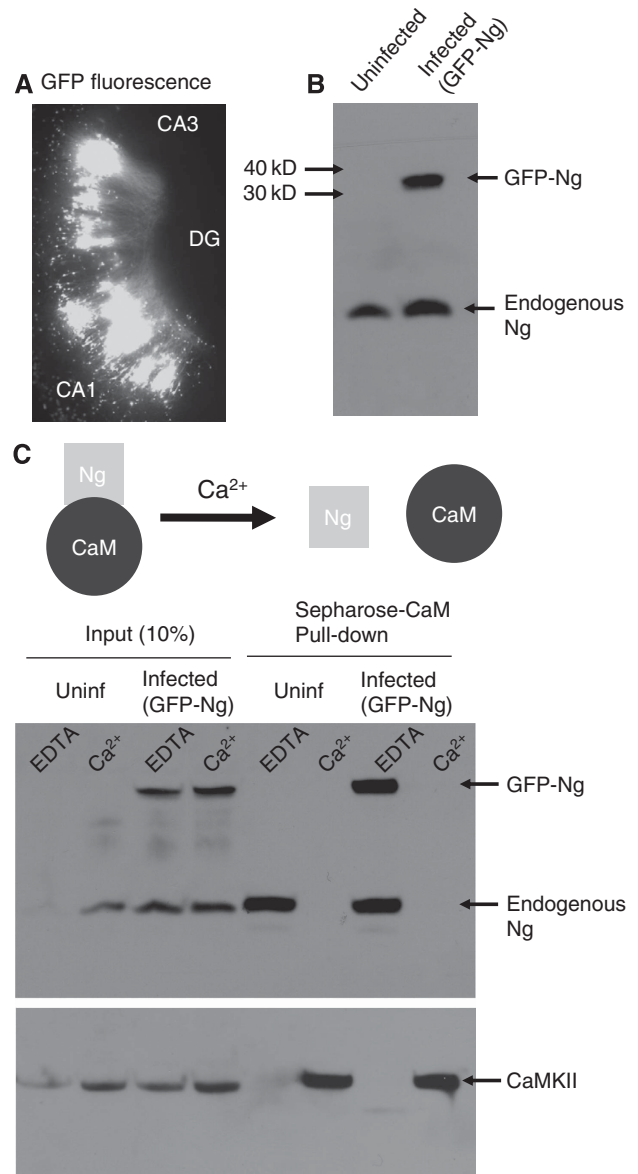 A GFP fluorescence
CA3
DG
CA1
B
Uninfected
Infected
(GFP-Ng)
40 kD
30 kD
GFP-Ng
Endogenous
Ng
C
Ng
CaM
Ca²⁺
Ng
CaM
Input (10%)
Sepharose-CaM
Pull-down
Uninf
Infected
(GFP-Ng)
Uninf
Infected
(GFP-Ng)
EDTA
Ca²⁺
EDTA
Ca²⁺
EDTA
Ca²⁺
EDTA
Ca²⁺
GFP-Ng
Endogenous
Ng
CaMKII